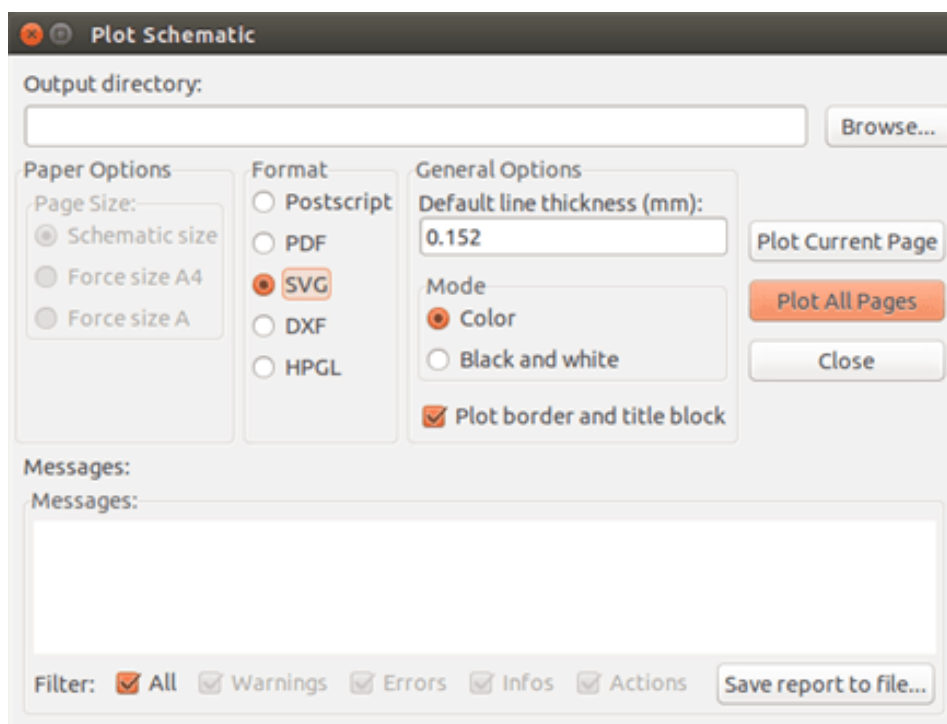 Plot Schematic
Output directory:
Browse...
Paper Options
Page Size:
Schematic size
Force size A4
Force size A
Format
Postscript
PDF
SVG
DXF
HPGL
General Options
Default line thickness (mm):
0.152
Mode
Color
Black and white
Plot border and title block
Plot Current Page
Plot All Pages
Close
Messages:
Messages:
Filter: All Warnings Errors Infos Actions Save report to file...